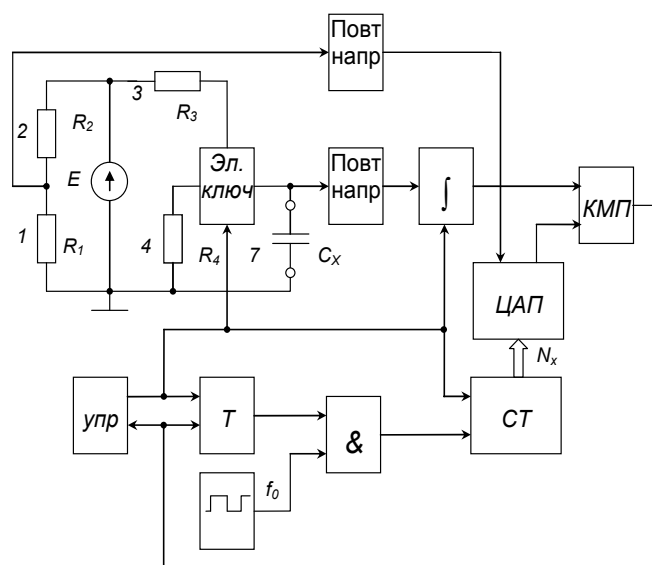 Повт
напр
3
R3
2
R2
Эл.
ключ
Повт
напр
∫
КМП
E
1
R1
4
R4
7
CX
ЦАП
Nx
упр
T
&
СТ
f0